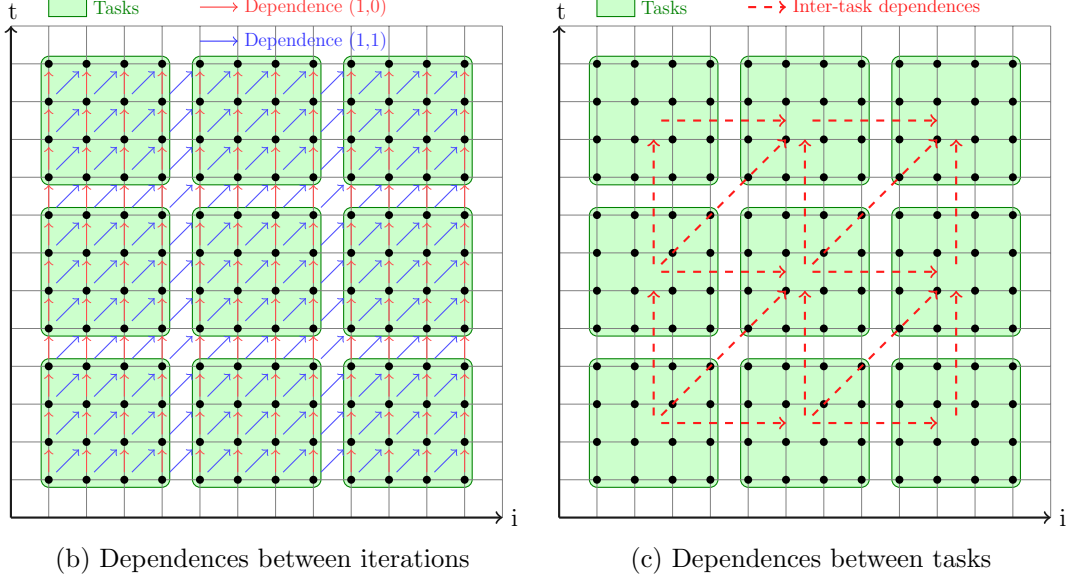 Tasks
Dependence (1,0)
Dependence (1,1)
t
i
(b) Dependences between iterations
Tasks
Inter-task dependences
t
i
(c) Dependences between tasks